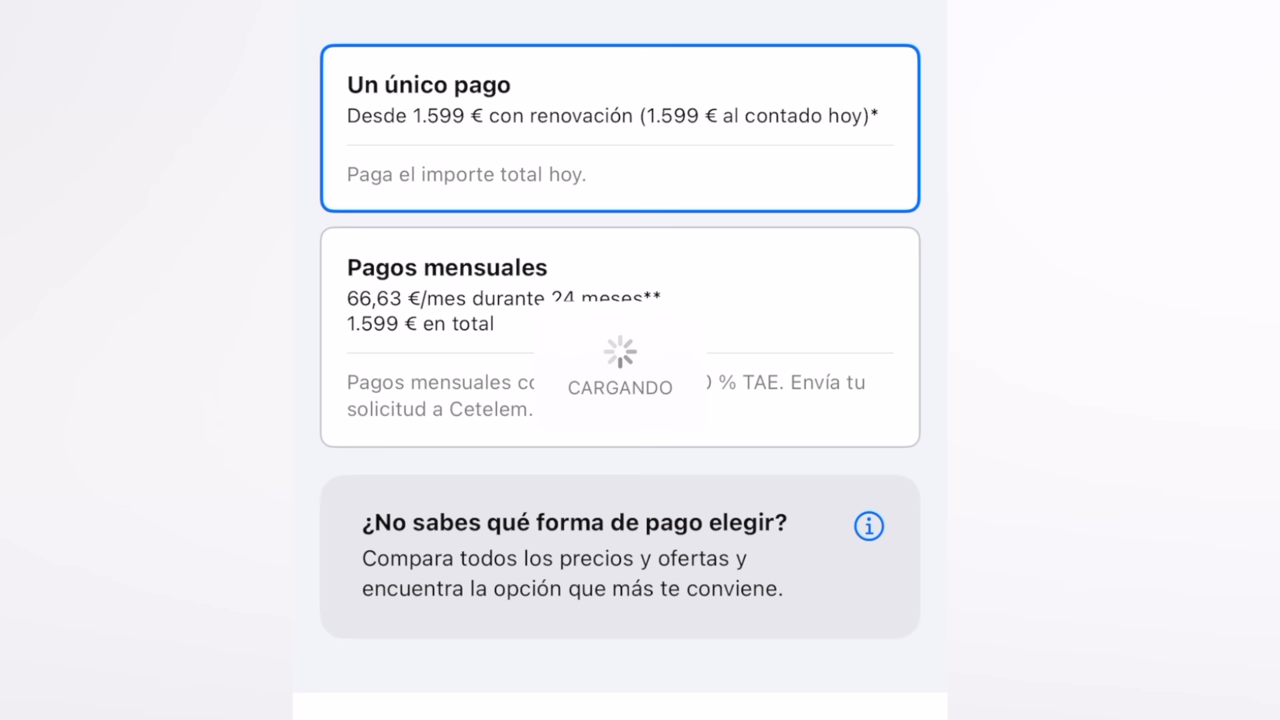 Un único pago
Desde 1.599 € con renovación (1.599 € al contado hoy)*
Paga el importe total hoy.
Pagos mensuales
66,63 €/mes durante 24 meses**
1.599 € en total
Pagos mensuales % TAE. Envía tu
solicitud a Cetelem.
CARGANDO
¿No sabes qué forma de pago elegir?
Compara todos los precios y ofertas y
encuentra la opción que más te conviene.